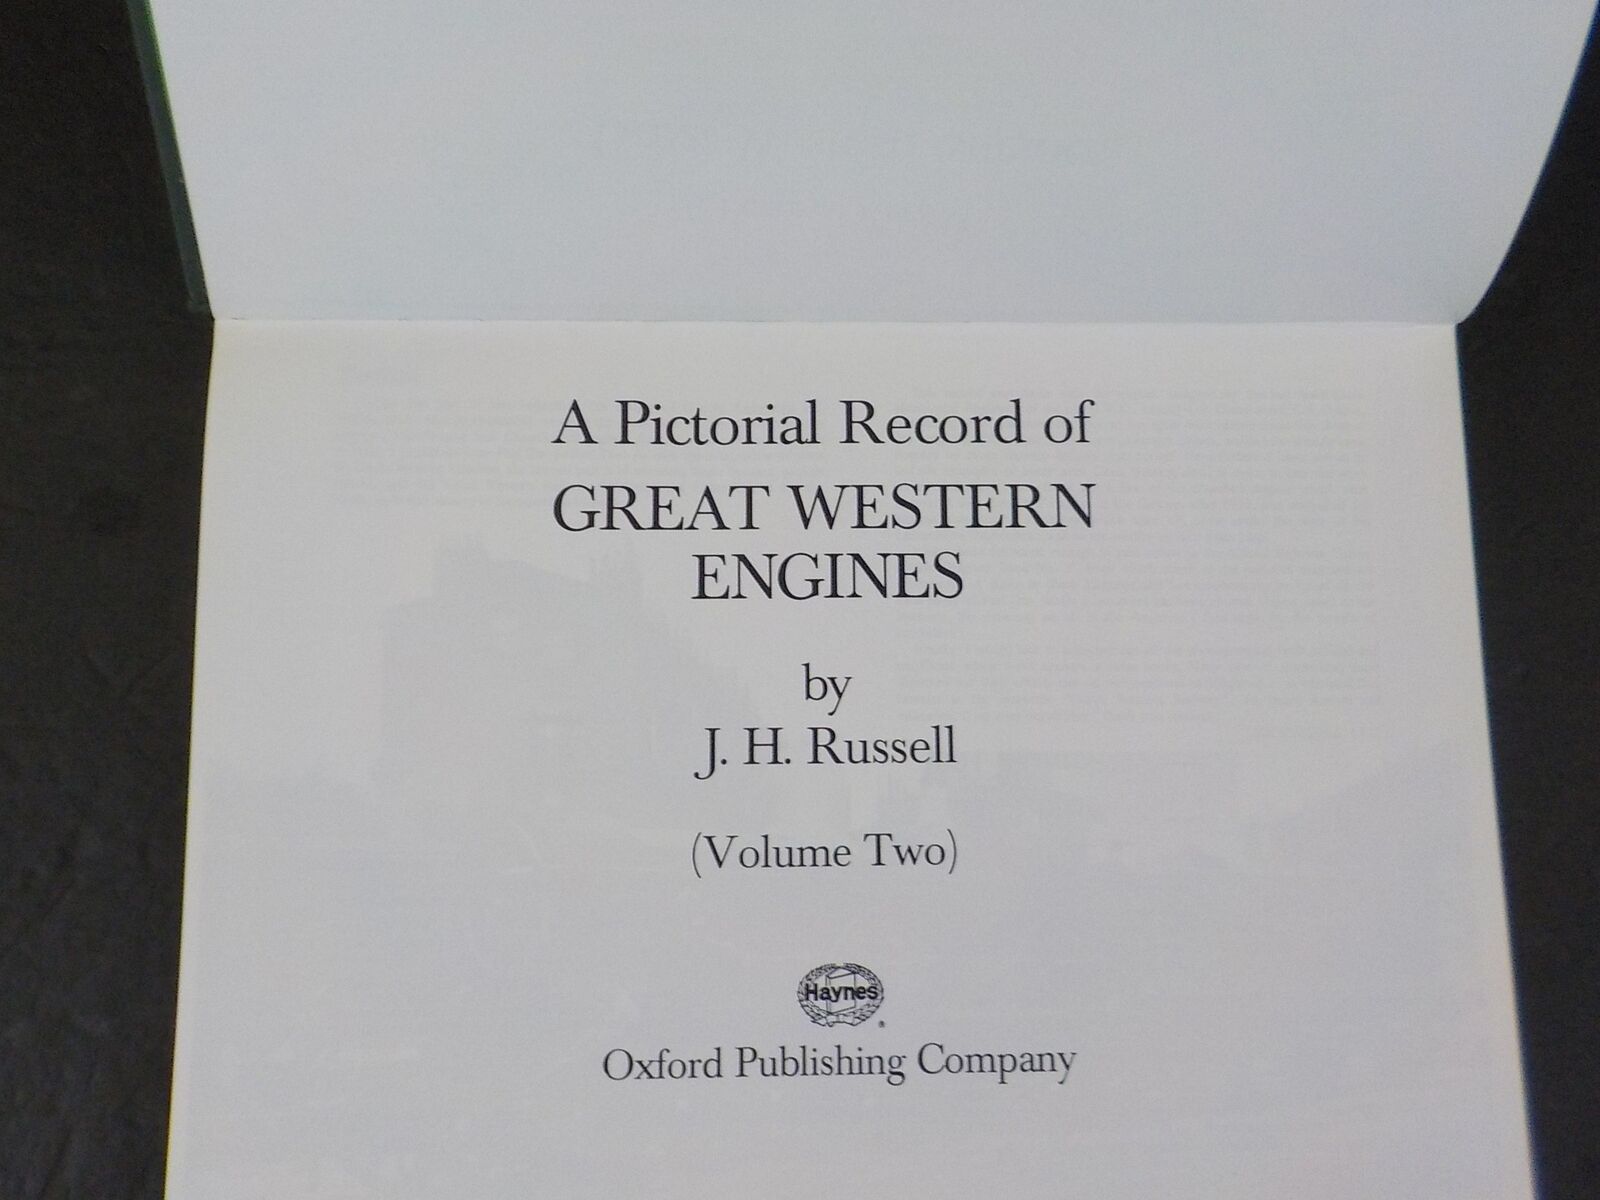 A Pictorial Record of
GREAT WESTERN
ENGINES
by
J. H. Russell
(Volume Two)
Haynes
Oxford Publishing Company